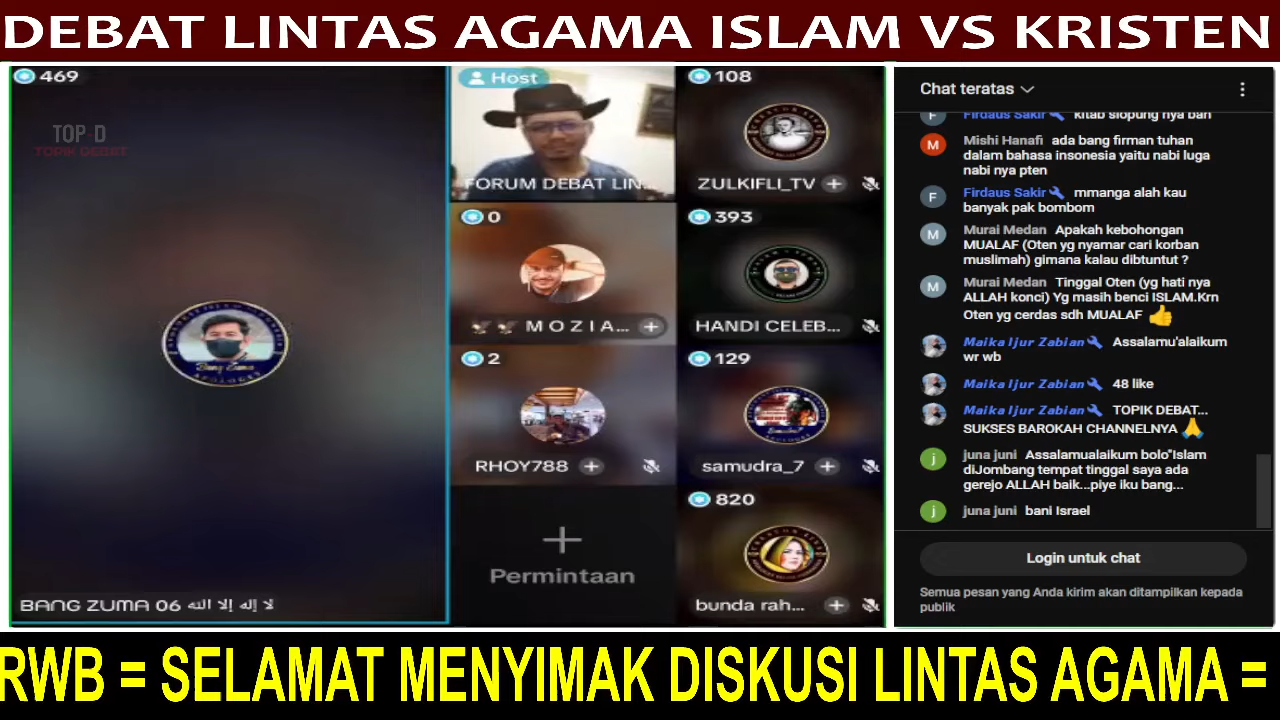 DEBAT LINTAS AGAMA ISLAM VS KRISTEN
469
TOP D
TOPIK DEBAT
BANG ZUMA 06 لا إله إلا الله
Host
FORUM DEBAT LIN...
108
ZULKIFLI_TV
0
M O Z I A...
393
HANDI CELEB...
2
RHOY788
129
samudra_7
Permintaan
820
bunda rah...
Bang Zuma
Chat teratas
Firdaus Sakir kitab siopung nya ban
Mishi Hanafi ada bang firman tuhan
dalam bahasa insonesia yaitu nabi luga
nabi nya pten
Firdaus Sakir mmanga alah kau
banyak pak bombom
Murai Medan Apakah kebohongan
MUALAF (Oten yg nyamar cari korban
muslimah) gimana kalau dibtuntut ?
Murai Medan Tinggal Oten (yg hati nya
ALLAH konci) Yg masih benci ISLAM.Krn
Oten yg cerdas sdh MUALAF 👍
Maika Ijur Zabian Assalamu'alaikum
wr wb
Maika Ijur Zabian 48 like
Maika Ijur Zabian TOPIK DEBAT...
SUKSES BAROKAH CHANNELNYA 🙏
juna juni Assalamualaikum bolo"Islam
diJombang tempat tinggal saya ada
gerejo ALLAH baik...piye iku bang...
juna juni bani Israel
Login untuk chat
Semua pesan yang Anda kirim akan ditampilkan kepada
publik
RWB = SELAMAT MENYIMAK DISKUSI LINTAS AGAMA =